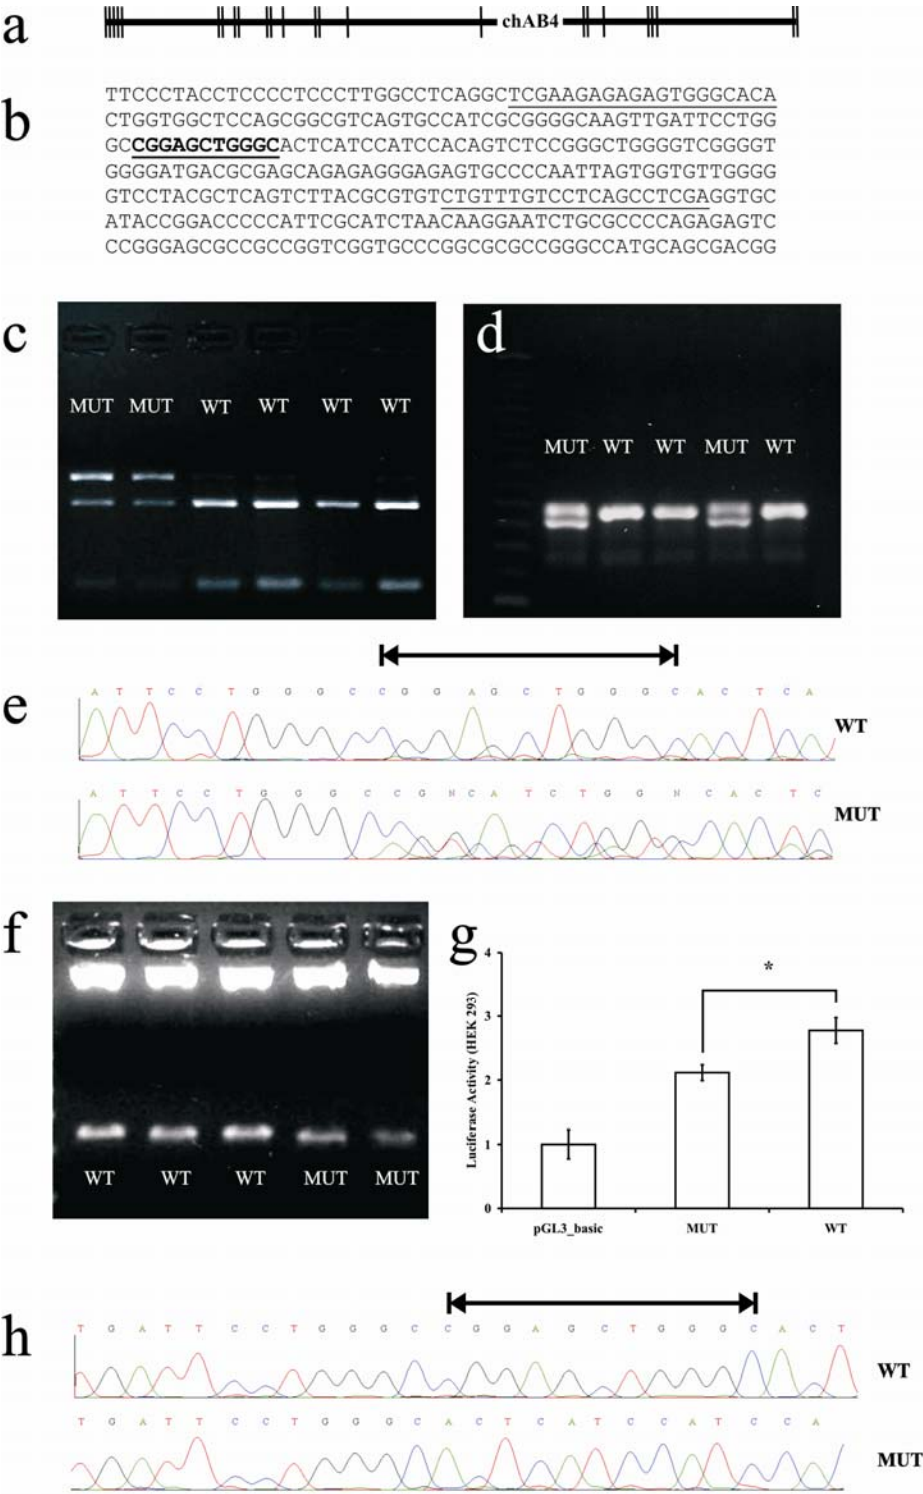 a
chAB4
b
TTCCCTACCTCCCCTCCCTTGGCCTCAGGCTCGAAGAGAGAGTGGGCACA
CTGGTGGCTCCAGCGGCGTCAGTGCCATCGCGGGGCAAGTTGATTCCTGG
GCCGGAGCTGGGCACTCATCCATCCACAGTCTCCGGGCTGGGGTCGGGGT
GGGGATGACGCGAGCAGAGAGGGAGAGTGCCCCCAATTAGTGGTGTTGGGG
GTCCTACGCTCAGTCTTACGCGTGTCTGTTTGTCCTCAGCCTCGAGGTGC
ATACCGGACCCCCATTCGCATCTAACAAGGAATCTGCGCCCCAGAGAGTC
CCGGGAGCGCCGCCGGTCGGTGCCCGGCGCGCCGGGCCATGCAGCGACGG
c
MUT MUT WT WT WT WT
d
MUT WT WT MUT WT
e
A T T C C T G G G C C G G A G C T G G G C A C T C A
WT
A T T C C T G G G C C G N C A T C T G G N C A C T C
MUT
f
WT WT WT MUT MUT
g
Luciferase Activity (HEK 293)
4
3
2
1
0
*
pGL3_basic MUT WT
h
T G A T T C C T G G G C C G G A G C T G G G C A C T
WT
T G A T T C C T G G G C A C T C A T C C A T C C A
MUT